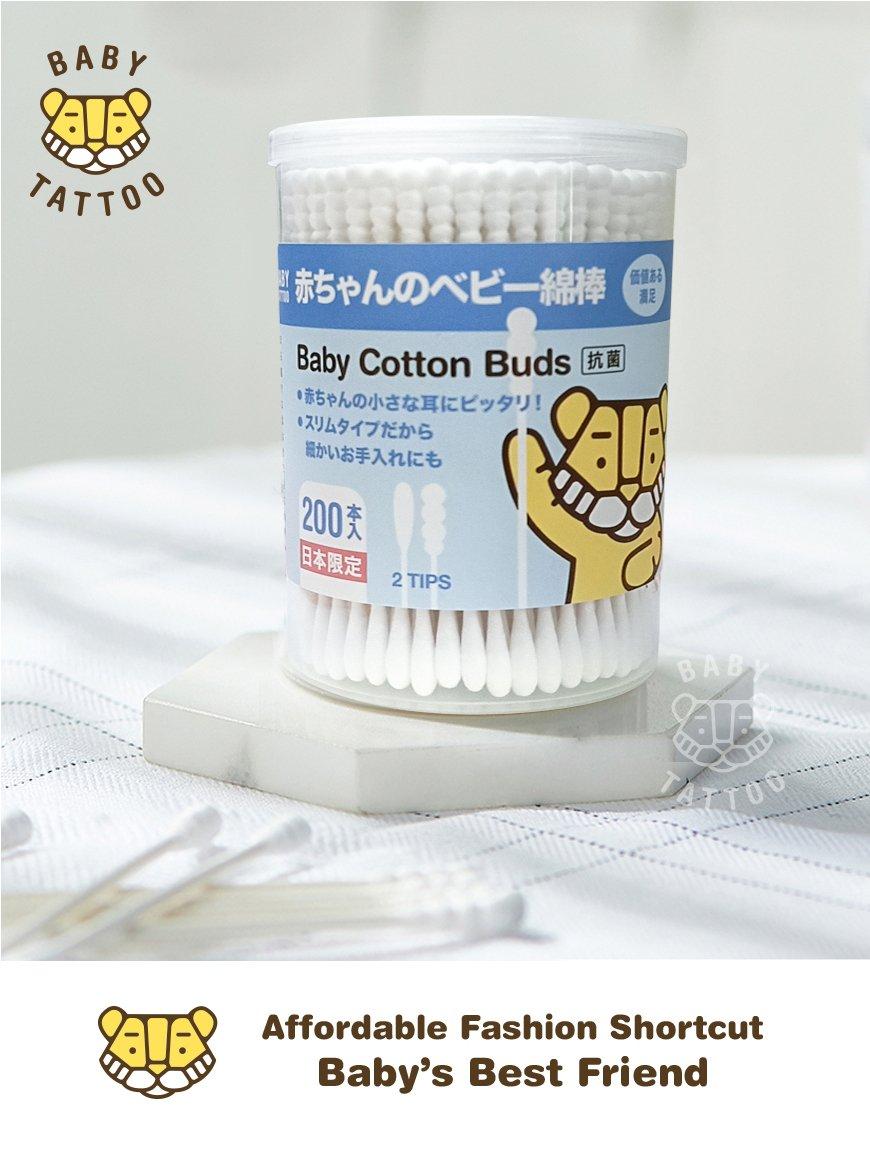 BABY
TATTOO
BABY
TATTOO
赤ちゃんのベビー綿棒
価値ある
満足
Baby Cotton Buds 抗菌
•赤ちゃんの小さな耳にピッタリ!
•スリムタイプだから
細かいお手入れにも
200本入
日本限定
2 TIPS
BABY
TATTOO
Affordable Fashion Shortcut
Baby's Best Friend